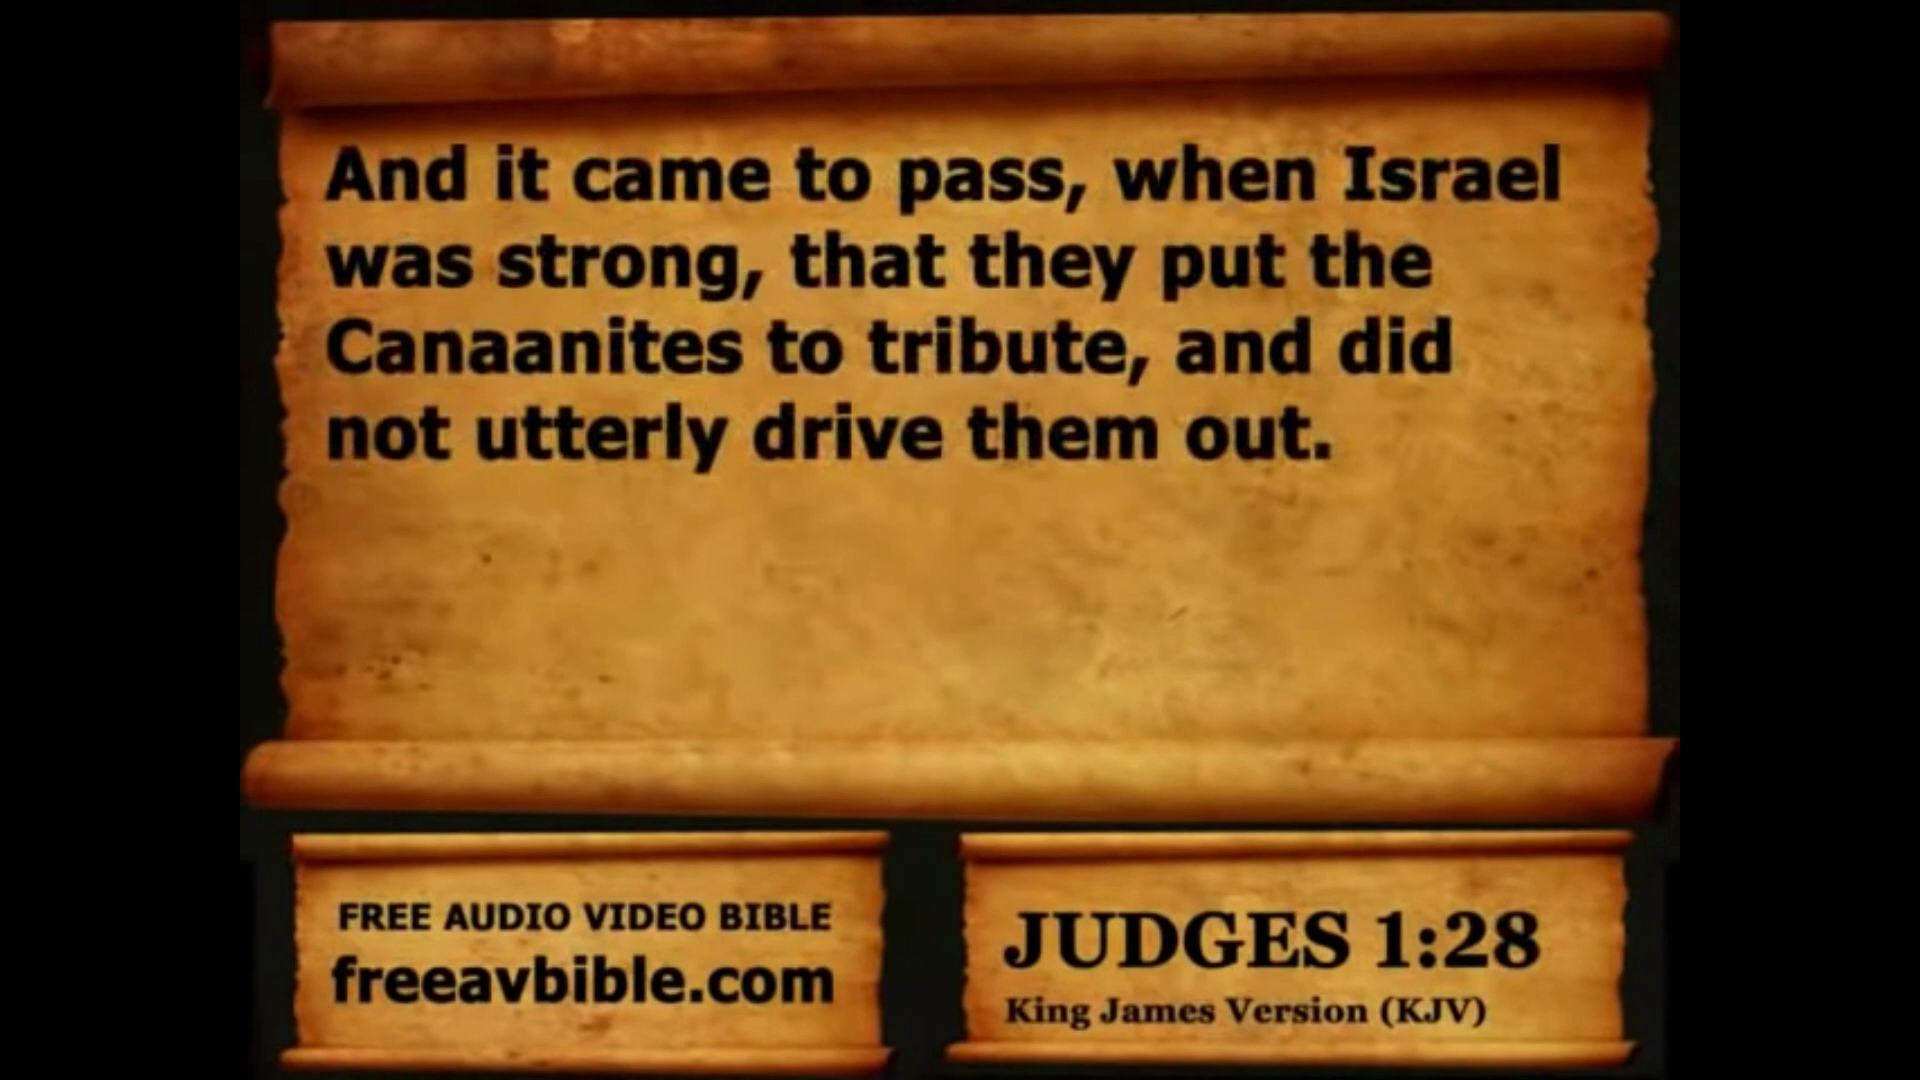 And it came to pass, when Israel
was strong, that they put the
Canaanites to tribute, and did
not utterly drive them out.
FREE AUDIO VIDEO BIBLE
freeavbible.com
JUDGES 1:28
King James Version (KJV)